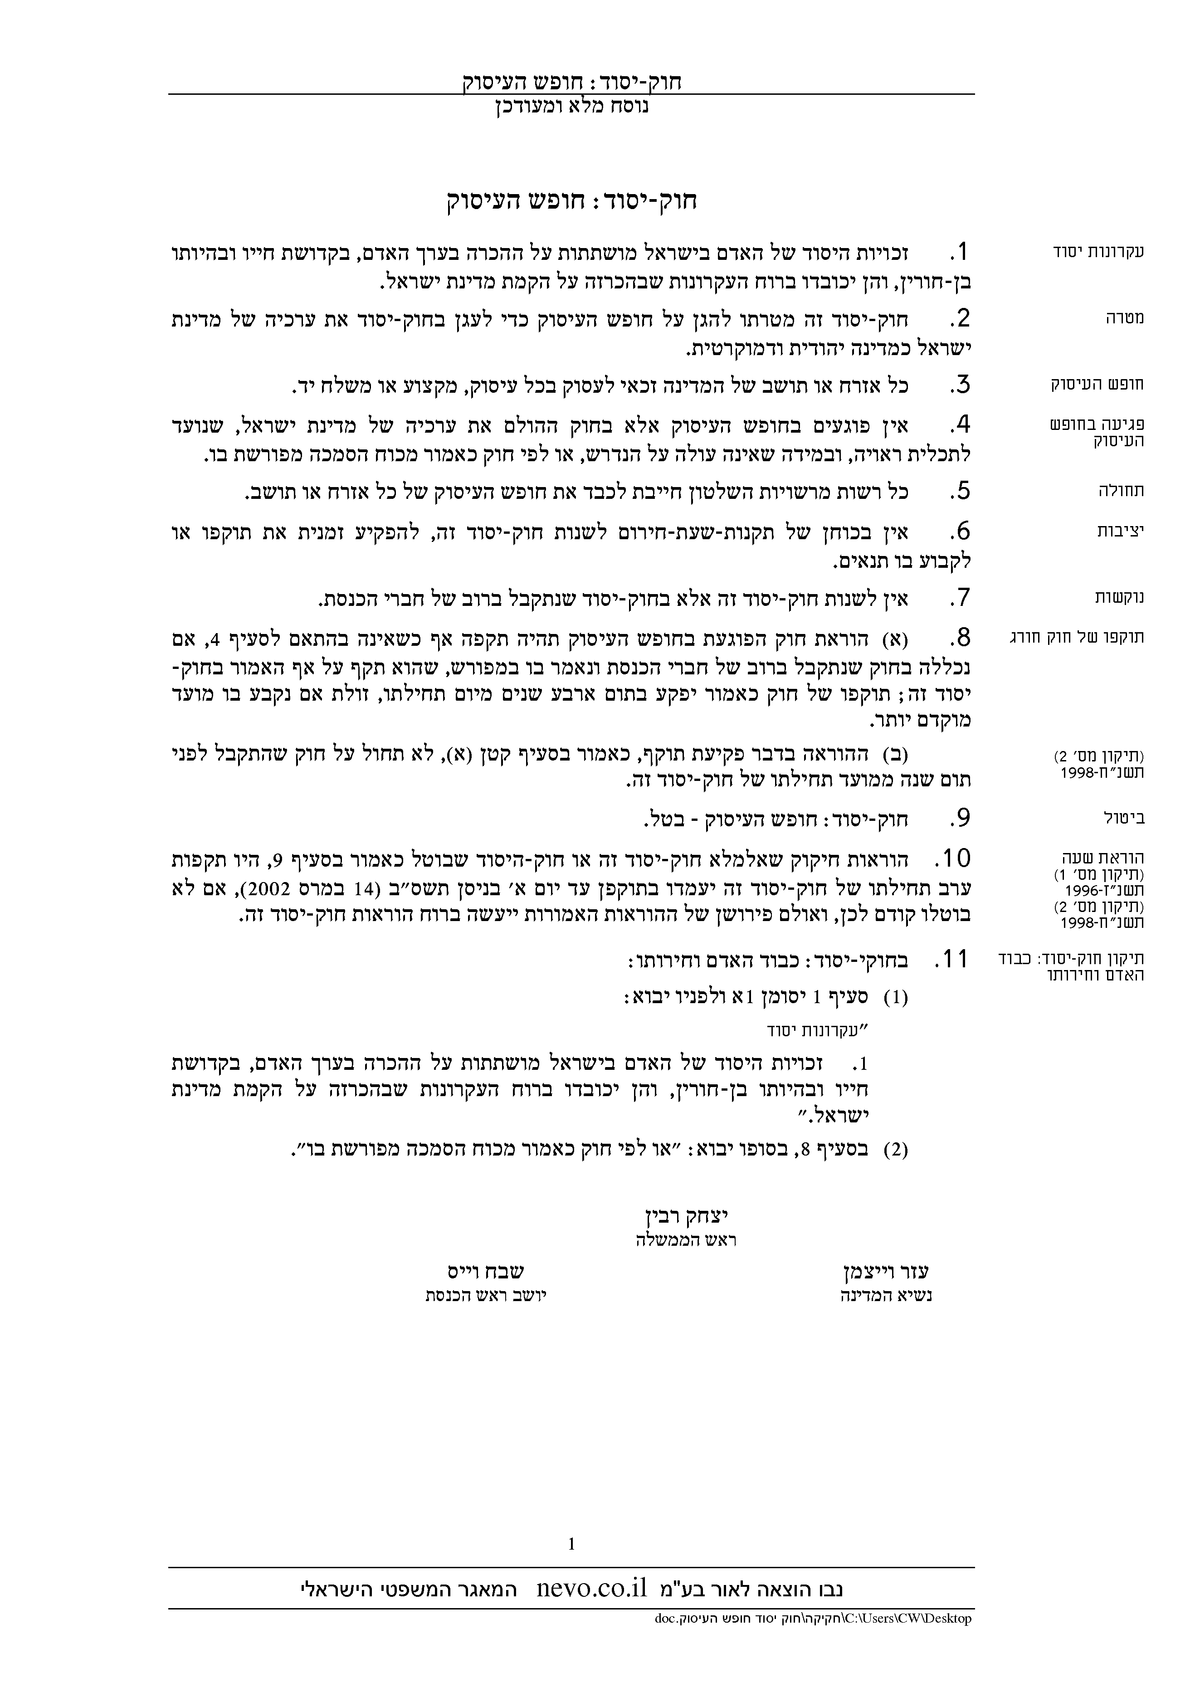 חוק-יסוד: חופש העיסוק
נוסח מלא ומעודכן
חוק-יסוד: חופש העיסוק
עקרונות יסוד
1. זכויות היסוד של האדם בישראל מושתתות על ההכרה בערך האדם, בקדושת חייו ובהיותו
בן-חורין, והן יכובדו ברוח העקרונות שבהכרזה על הקמת מדינת ישראל.
מטרה
2. חוק-יסוד זה מטרתו להגן על חופש העיסוק כדי לעגן בחוק-יסוד את ערכיה של מדינת
ישראל כמדינה יהודית ודמוקרטית.
חופש העיסוק
3. כל אזרח או תושב של המדינה זכאי לעסוק בכל עיסוק, מקצוע או משלח יד.
פגיעה בחופש
העיסוק
4. אין פוגעים בחופש העיסוק אלא בחוק ההולם את ערכיה של מדינת ישראל, שנועד
לתכלית ראויה, ובמידה שאינה עולה על הנדרש, או לפי חוק כאמור מכוח הסמכה מפורשת בו.
תחולה
5. כל רשות מרשויות השלטון חייבת לכבד את חופש העיסוק של כל אזרח או תושב.
יציבות
6. אין בכוחן של תקנות-שעת-חירום לשנות חוק-יסוד זה, להפקיע זמנית את תוקפו או
לקבוע בו תנאים.
נוקשות
7. אין לשנות חוק-יסוד זה אלא בחוק-יסוד שנתקבל ברוב של חברי הכנסת.
תוקפו של חוק חורג
8. (א) הוראת חוק הפוגעת בחופש העיסוק תהיה תקפה אף כשאינה בהתאם לסעיף 4, אם
נכללה בחוק שנתקבל ברוב של חברי הכנסת ונאמר בו במפורש, שהוא תקף על אף האמור בחוק-
יסוד זה; תוקפו של חוק כאמור יפקע בתום ארבע שנים מיום תחילתו, זולת אם נקבע בו מועד
מוקדם יותר.
(תיקון מס׳ 2)
תשנ״ח-1998
(ב) ההוראה בדבר פקיעת תוקף, כאמור בסעיף קטן (א), לא תחול על חוק שהתקבל לפני
תום שנה ממועד תחילתו של חוק-יסוד זה.
ביטול
9. חוק-יסוד: חופש העיסוק - בטל.
הוראת שעה
(תיקון מס׳ 1)
תשנ״ז-1996
(תיקון מס׳ 2)
תשנ״ח-1998
10. הוראות חיקוק שאלמלא חוק-יסוד זה או חוק-היסוד שבוטל כאמור בסעיף 9, היו תקפות
ערב תחילתו של חוק-יסוד זה יעמדו בתוקפן עד יום א׳ בניסן תשס״ב (14 במרס 2002), אם לא
בוטלו קודם לכן, ואולם פירושן של ההוראות האמורות ייעשה ברוח הוראות חוק-יסוד זה.
תיקון חוק-יסוד: כבוד
האדם וחירותו
11. בחוקי-יסוד: כבוד האדם וחירותו:
(1) סעיף 1 יסומן 1א ולפניו יבוא:
״עקרונות יסוד
1. זכויות היסוד של האדם בישראל מושתתות על ההכרה בערך האדם, בקדושת
חייו ובהיותו בן-חורין, והן יכובדו ברוח העקרונות שבהכרזה על הקמת מדינת
ישראל.״
(2) בסעיף 8, בסופו יבוא: ״או לפי חוק כאמור מכוח הסמכה מפורשת בו״.
יצחק רבין
ראש הממשלה
עזר וייצמן שבח וייס
נשיא המדינה יושב ראש הכנסת
1
נבו הוצאה לאור בע"מ nevo.co.il המאגר המשפטי הישראלי
C:\Users\CW\Desktop\חקיקה\חוק יסוד חופש העיסוק.doc